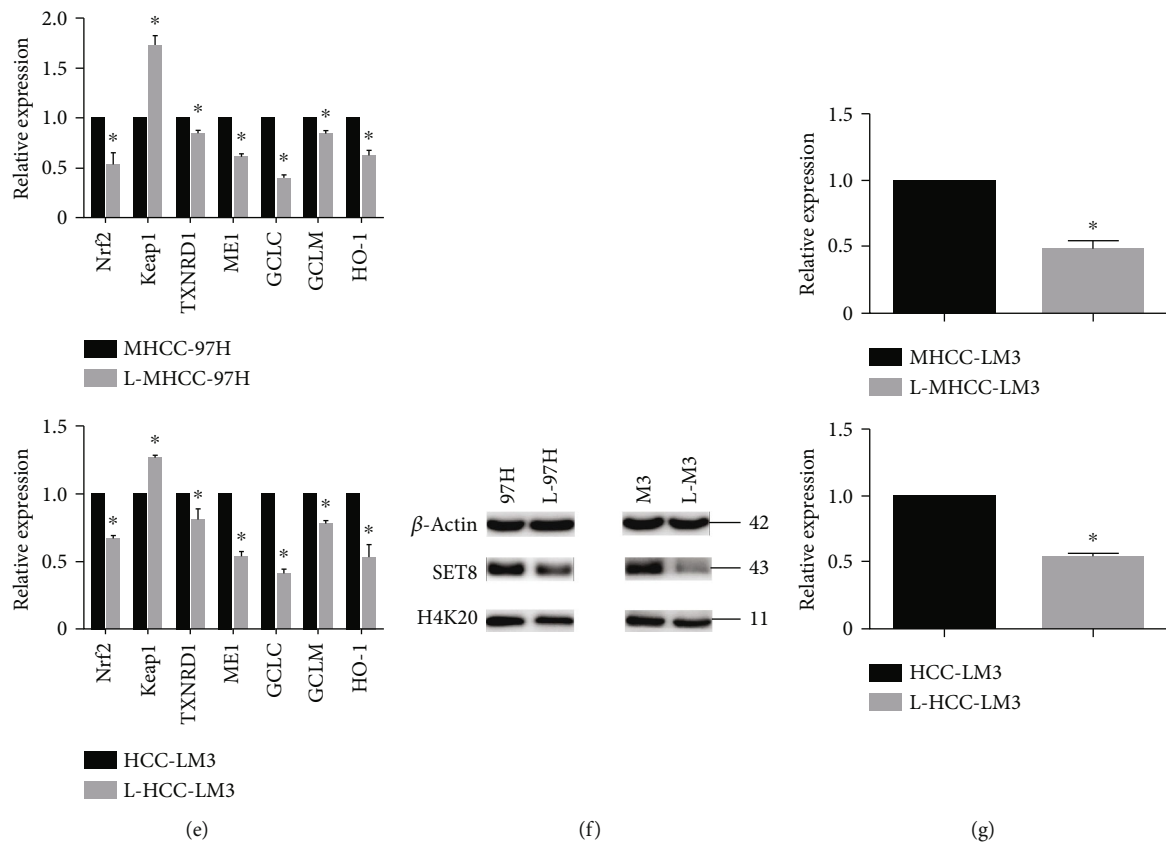 Relative expression
2.0
1.5
1.0
0.5
0
*
*
*
*
*
*
*
Nrf2
Keap1
TXNRD1
ME1
GCLC
GCLM
HO-1
MHCC-97H
L-MHCC-97H
Relative expression
1.5
1.0
0.5
0
*
*
*
*
*
*
*
Nrf2
Keap1
TXNRD1
ME1
GCLC
GCLM
HO-1
HCC-LM3
L-HCC-LM3
(e)
97H
L-97H
M3
L-M3
β-Actin
42
SET8
43
H4K20
11
(f)
Relative expression
1.5
1.0
0.5
0
*
MHCC-LM3
L-MHCC-LM3
Relative expression
1.5
1.0
0.5
0
*
HCC-LM3
L-HCC-LM3
(g)